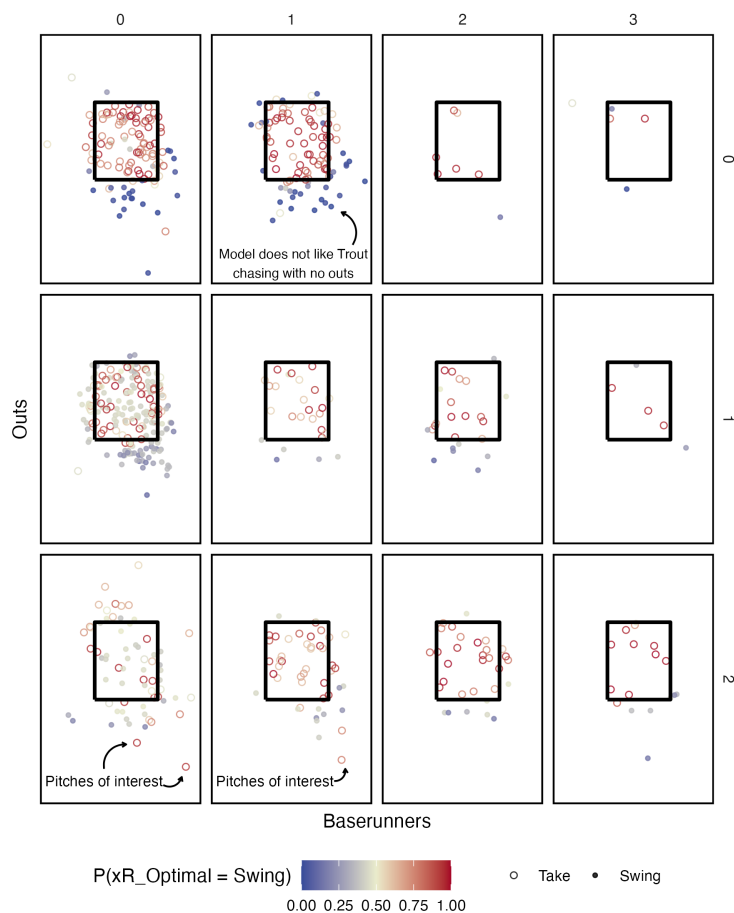 0
1
2
3
0
Model does not like Trout
chasing with no outs
Outs
1
2
Pitches of interest
Pitches of interest
Baserunners
P(xR_Optimal = Swing)
0.00 0.25 0.50 0.75 1.00
Take
Swing